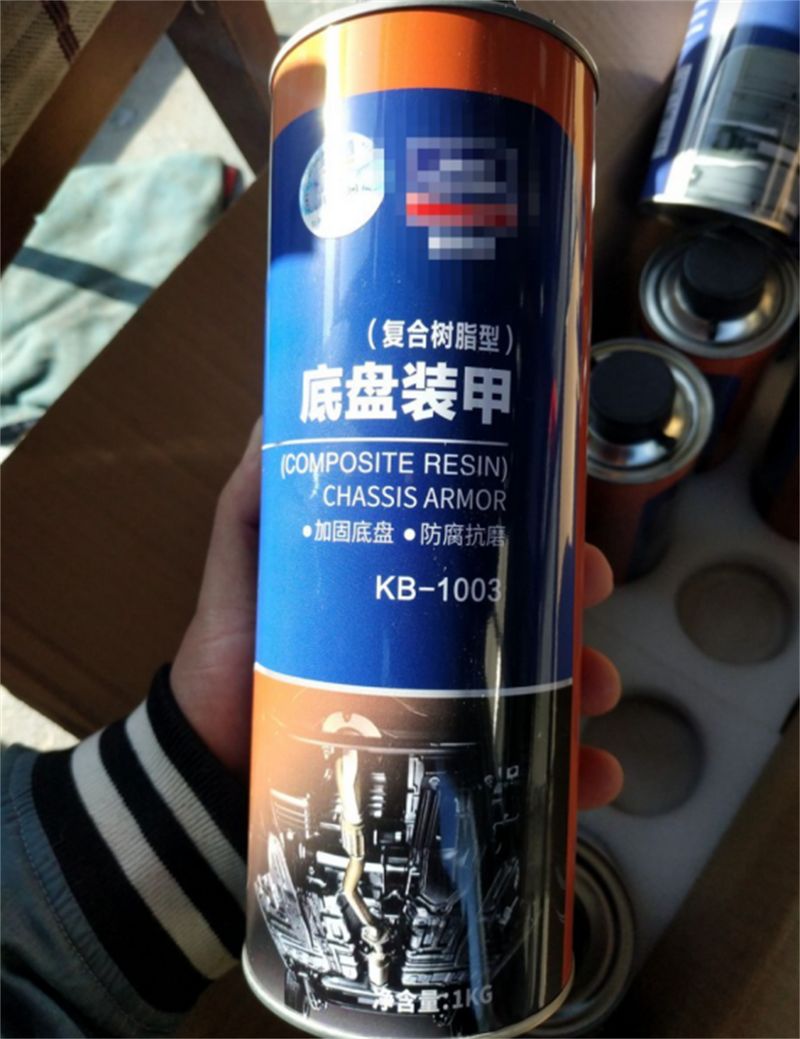 (复合树脂型)
底盘装甲
(COMPOSITE RESIN)
CHASSIS ARMOR
•加固底盘 •防腐抗磨
KB-1003
净含量:1KG